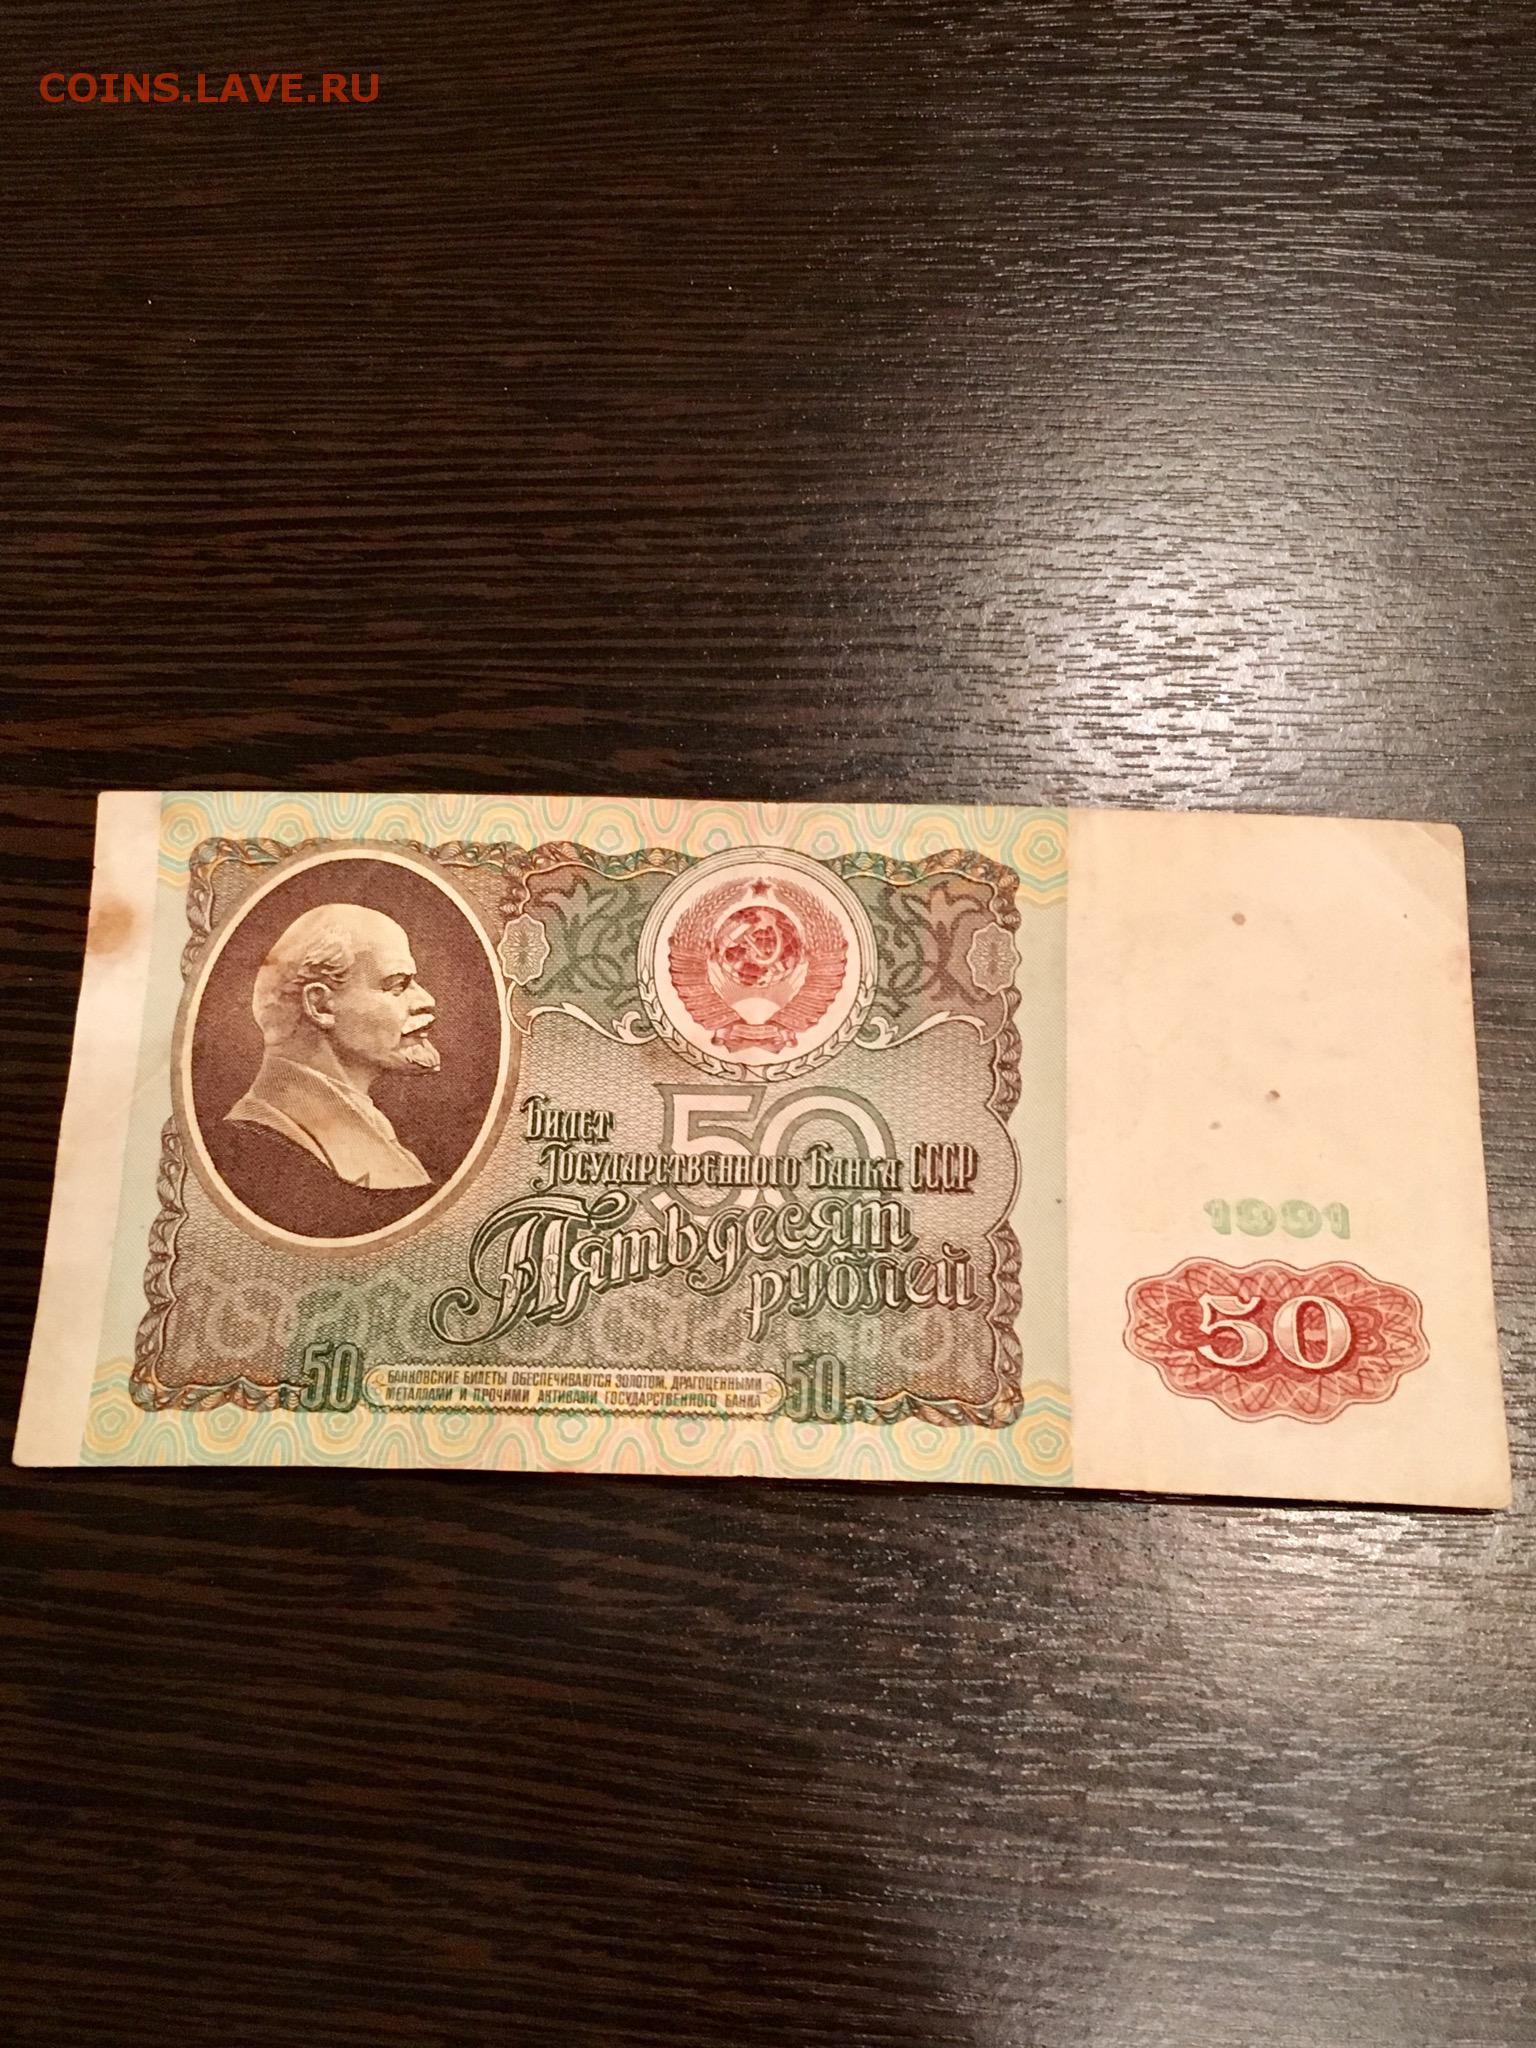 COINS.LAVE.RU
Билет
Государственного Банка СССР
50
Пятьдесят
рублей
1991
50
50
БАНКОВСКИЕ БИЛЕТЫ ОБЕСПЕЧИВАЮТСЯ ЗОЛОТОМ, ДРАГОЦЕННЫМИ
МЕТАЛЛАМИ И ПРОЧИМИ АКТИВАМИ ГОСУДАРСТВЕННОГО БАНКА
50